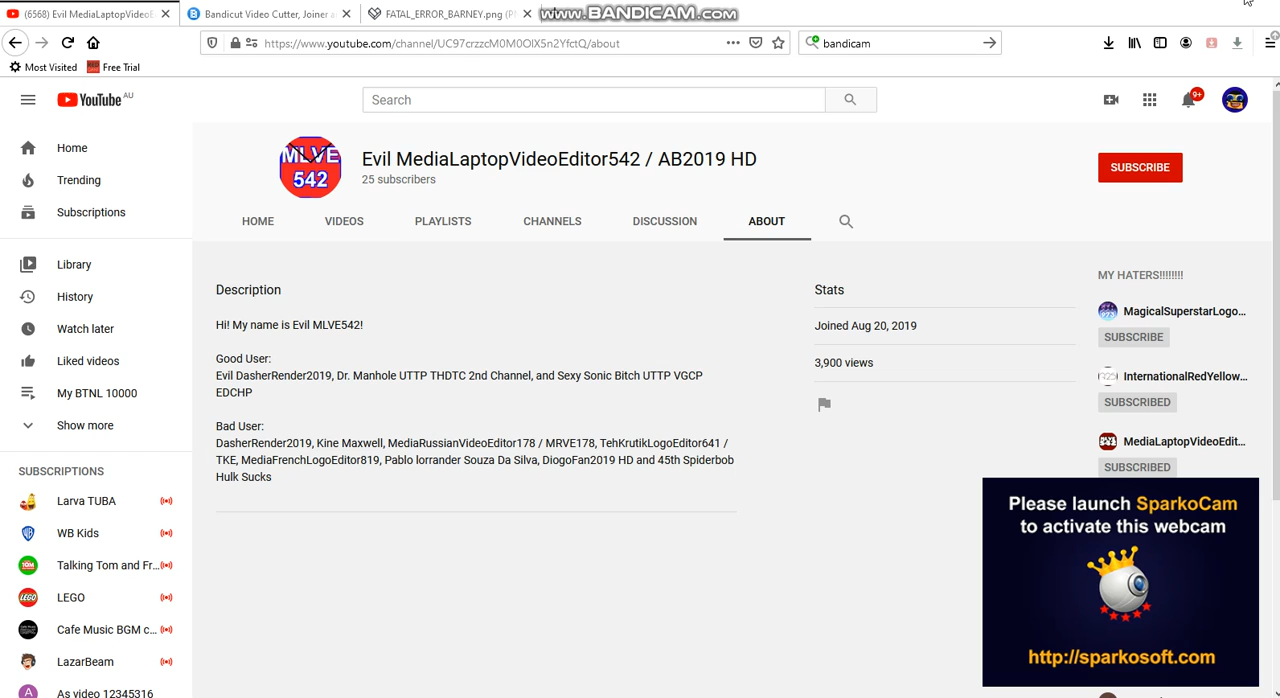 (6568) Evil MediaLaptopVideoE
Bandicut Video Cutter, Joiner a
FATAL_ERROR_BARNEY.png (P
www.BANDICAM.com
https://www.youtube.com/channel/UC97crzzcM0M0OlX5n2YfctQ/about
bandicam
Most Visited
Free Trial
YouTube AU
Search
9+
Home
Trending
Subscriptions
Library
History
Watch later
Liked videos
My BTNL 10000
Show more
SUBSCRIPTIONS
Larva TUBA
WB Kids
Talking Tom and Fr...
LEGO
Cafe Music BGM c...
LazarBeam
A As video 12345316
MLVE
542
Evil MediaLaptopVideoEditor542 / AB2019 HD
25 subscribers
SUBSCRIBE
HOME
VIDEOS
PLAYLISTS
CHANNELS
DISCUSSION
ABOUT
Description
Hi! My name is Evil MLVE542!
Good User:
Evil DasherRender2019, Dr. Manhole UTTP THDTC 2nd Channel, and Sexy Sonic Bitch UTTP VGCP
EDCHP
Bad User:
DasherRender2019, Kine Maxwell, MediaRussianVideoEditor178 / MRVE178, TehKrutikLogoEditor641 /
TKE, MediaFrenchLogoEditor819, Pablo lorrander Souza Da Silva, DiogoFan2019 HD and 45th Spiderbob
Hulk Sucks
Stats
Joined Aug 20, 2019
3,900 views
MY HATERS!!!!!!!!
MagicalSuperstarLogo...
SUBSCRIBE
InternationalRedYellow...
SUBSCRIBED
MediaLaptopVideoEdit...
SUBSCRIBED
Please launch SparkoCam
to activate this webcam
http://sparkosoft.com